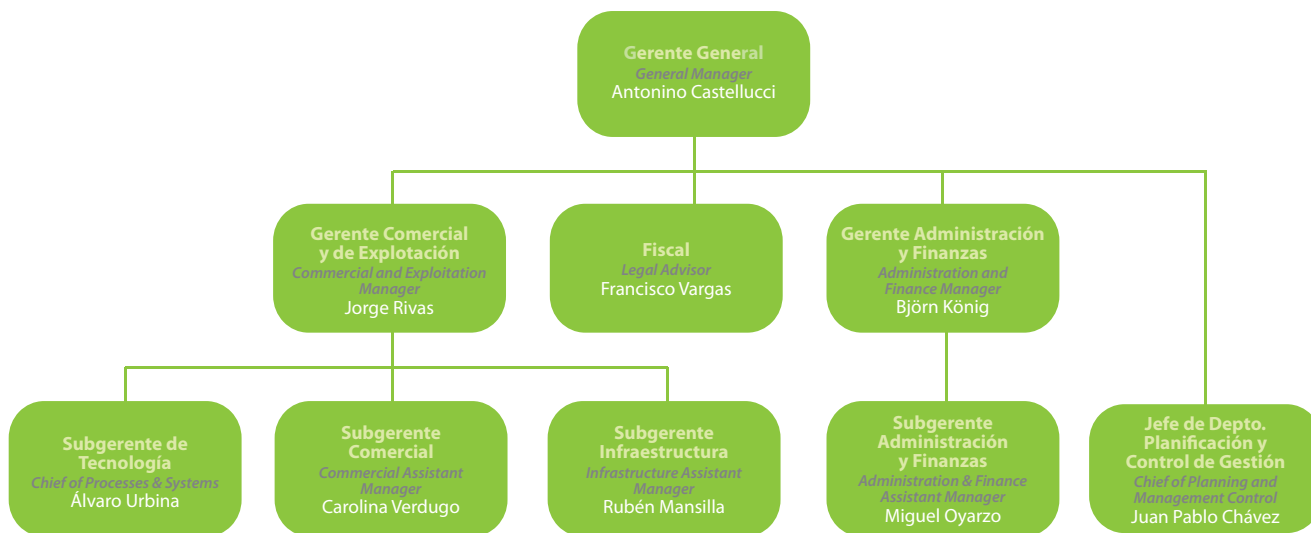 Gerente General
General Manager
Antonino Castellucci
Gerente Comercial
y de Explotación
Commercial and Exploitation
Manager
Jorge Rivas
Fiscal
Legal Advisor
Francisco Vargas
Gerente Administración
y Finanzas
Administration and
Finance Manager
Björn König
Subgerente de
Tecnología
Chief of Processes & Systems
Álvaro Urbina
Subgerente
Comercial
Commercial Assistant
Manager
Carolina Verdugo
Subgerente
Infraestructura
Infrastructure Assistant
Manager
Rubén Mansilla
Subgerente
Administración
y Finanzas
Administration & Finance
Assistant Manager
Miguel Oyarzo
Jefe de Depto.
Planificación y
Control de Gestión
Chief of Planning and
Management Control
Juan Pablo Chávez